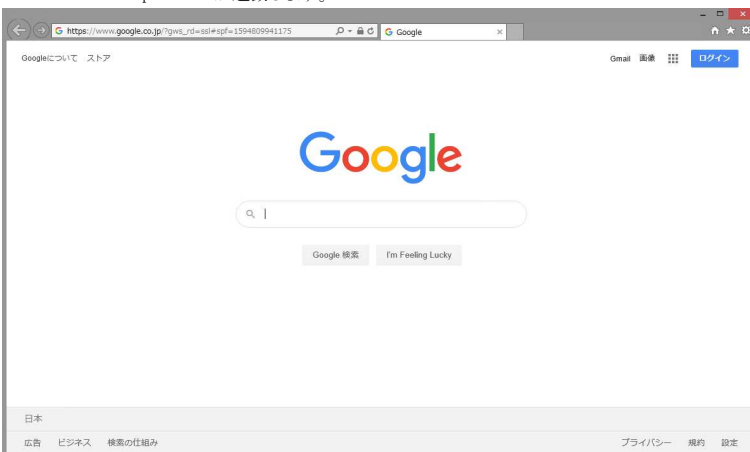 https://www.google.co.jp/?gws_rd=ssl#spf=1594809941175
Google
Googleについて ストア
Gmail 画像
ログイン
Google
Google 検索 I'm Feeling Lucky
日本
広告 ビジネス 検索の仕組み
プライバシー 規約 設定